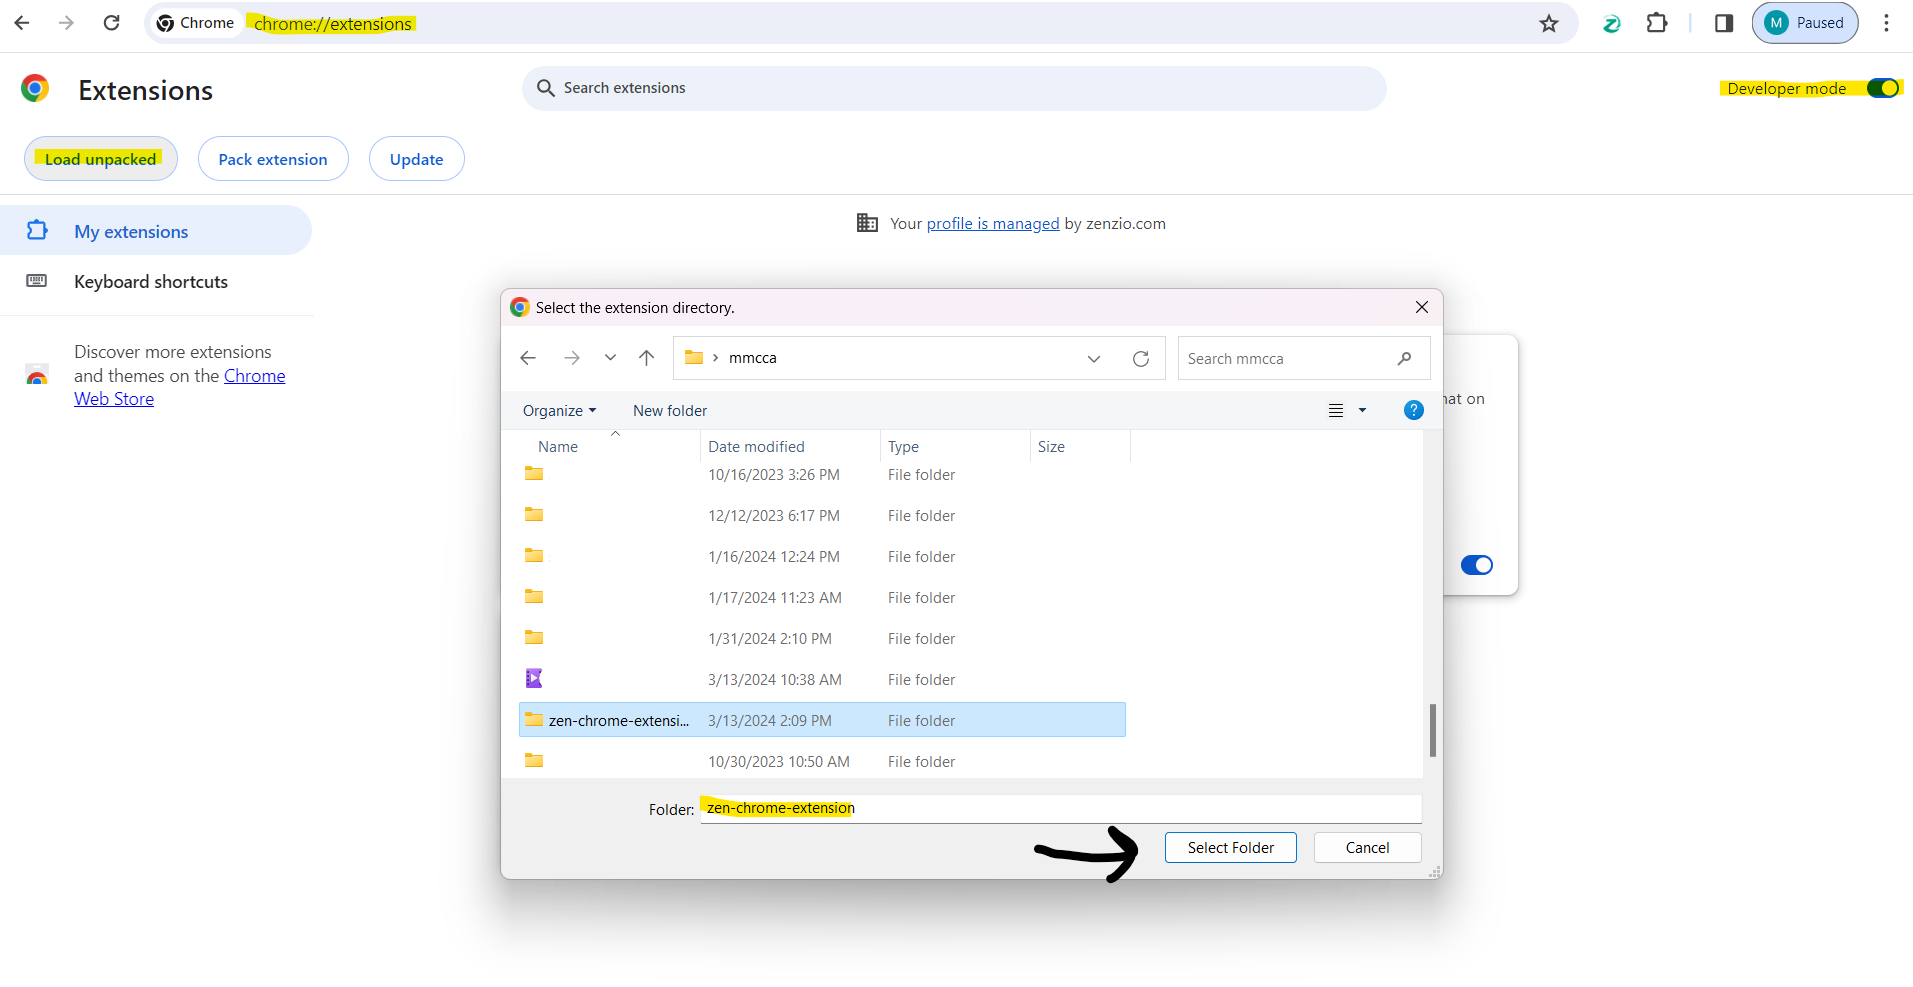 Chrome chrome://extensions
M Paused
Extensions
Search extensions
Developer mode
Load unpacked Pack extension Update
Your profile is managed by zenzio.com
My extensions
Keyboard shortcuts
Discover more extensions
and themes on the Chrome
Web Store
Select the extension directory.
mmcca
Search mmcca
Organize New folder
?
Name Date modified Type Size
10/16/2023 3:26 PM File folder
12/12/2023 6:17 PM File folder
1/16/2024 12:24 PM File folder
1/17/2024 11:23 AM File folder
1/31/2024 2:10 PM File folder
3/13/2024 10:38 AM File folder
zen-chrome-extensi... 3/13/2024 2:09 PM File folder
10/30/2023 10:50 AM File folder
Folder: zen-chrome-extension
Select Folder Cancel
on